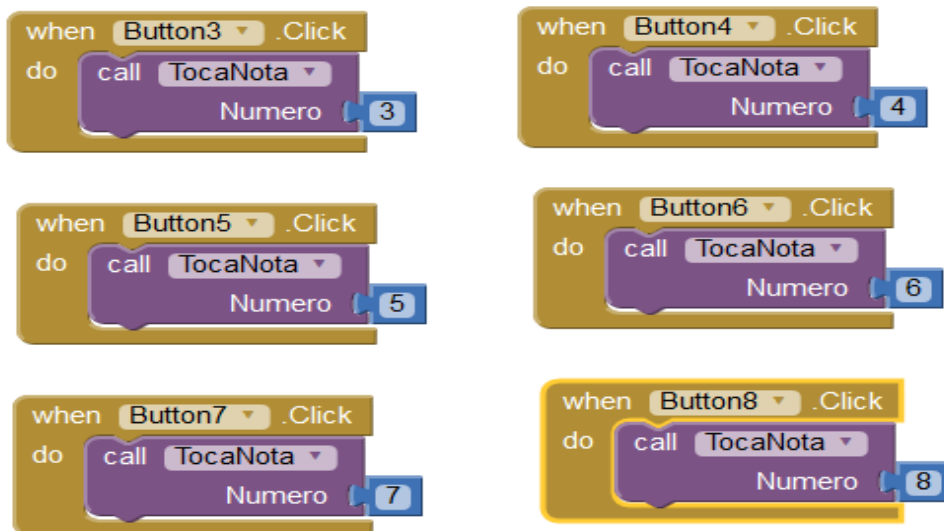 when Button3 .Click
do call TocaNota
Numero 3
when Button4 .Click
do call TocaNota
Numero 4
when Button5 .Click
do call TocaNota
Numero 5
when Button6 .Click
do call TocaNota
Numero 6
when Button7 .Click
do call TocaNota
Numero 7
when Button8 .Click
do call TocaNota
Numero 8